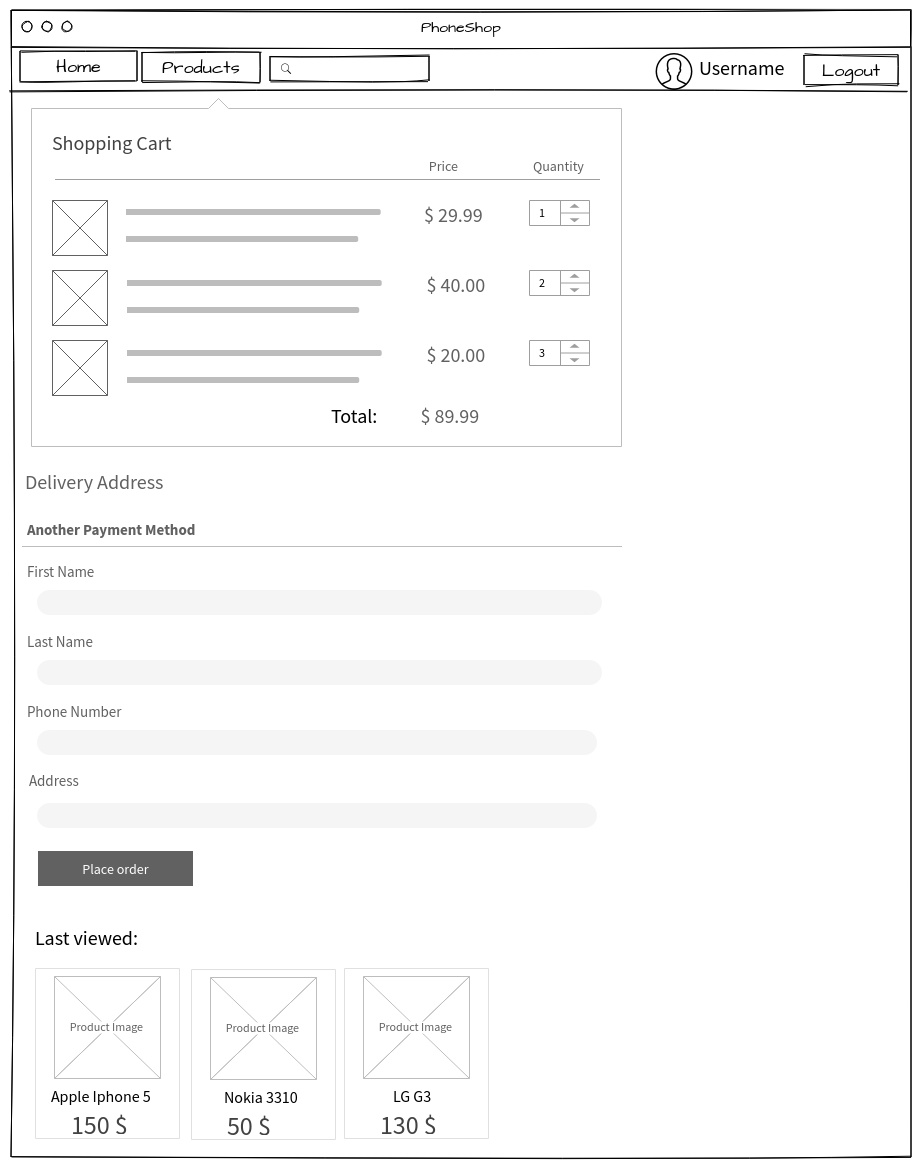 PhoneShop
Home Products Username Logout
Shopping Cart
Price Quantity
$ 29.99 1
$ 40.00 2
$ 20.00 3
Total: $ 89.99
Delivery Address
Another Payment Method
First Name
Last Name
Phone Number
Address
Place order
Last viewed:
Product Image Product Image Product Image
Apple Iphone 5 Nokia 3310 LG G3
150 $ 50 $ 130 $